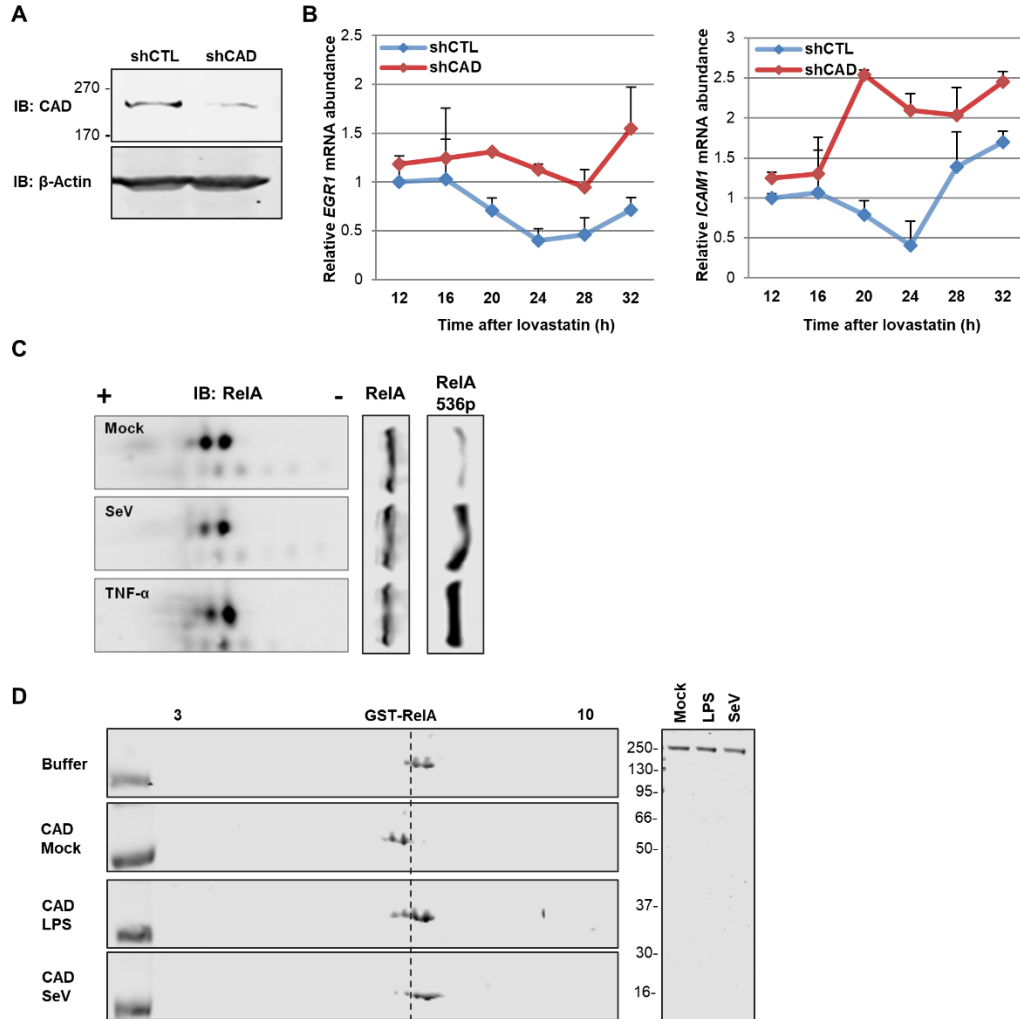 A
shCTL shCAD
IB: CAD
270
170
IB: β-Actin
B
Relative EGR1 mRNA abundance
2.5
2
1.5
1
0.5
0
shCTL
shCAD
12 16 20 24 28 32
Time after lovastatin (h)
Relative ICAM1 mRNA abundance
3
2.5
2
1.5
1
0.5
0
shCTL
shCAD
12 16 20 24 28 32
Time after lovastatin (h)
C
+ IB: RelA -
RelA
RelA
536p
Mock
SeV
TNF-α
D
3 GST-RelA 10
Buffer
CAD
Mock
CAD
LPS
CAD
SeV
Mock
LPS
SeV
250-
130-
95-
66-
50-
37-
30-
16-